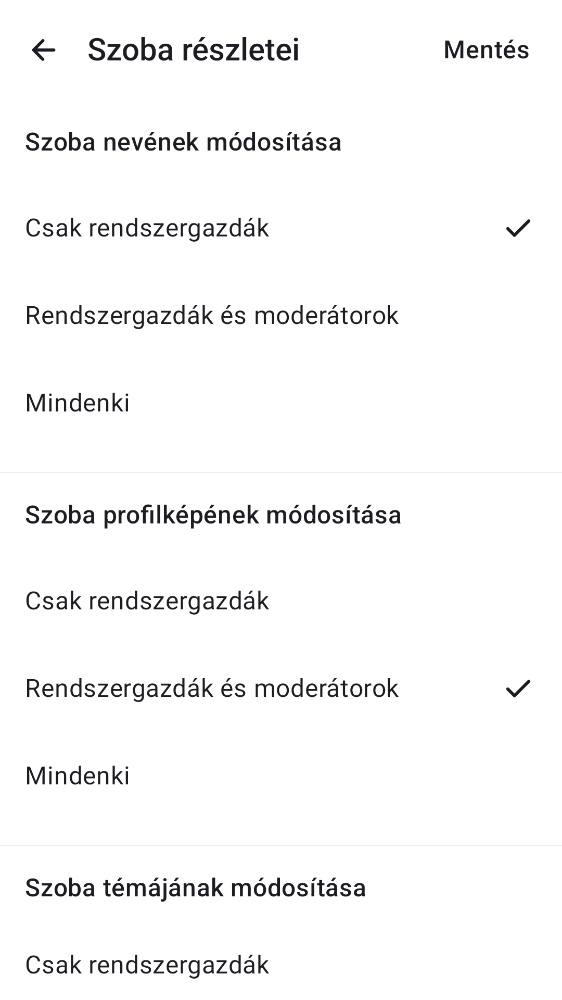 Szoba részletei
Mentés
Szoba nevének módosítása
Csak rendszergazdák
Rendszergazdák és moderátorok
Mindenki
Szoba profilképének módosítása
Csak rendszergazdák
Rendszergazdák és moderátorok
Mindenki
Szoba témájának módosítása
Csak rendszergazdák